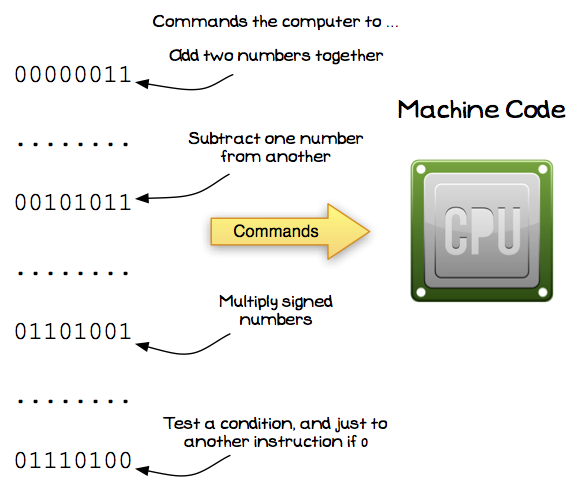 Commands the computer to ...
Add two numbers together
00000011
........
Subtract one number
from another
00101011
Machine Code
CPU
Commands
........
Multiply signed
numbers
01101001
........
Test a condition, and just to
another instruction if 0
01110100